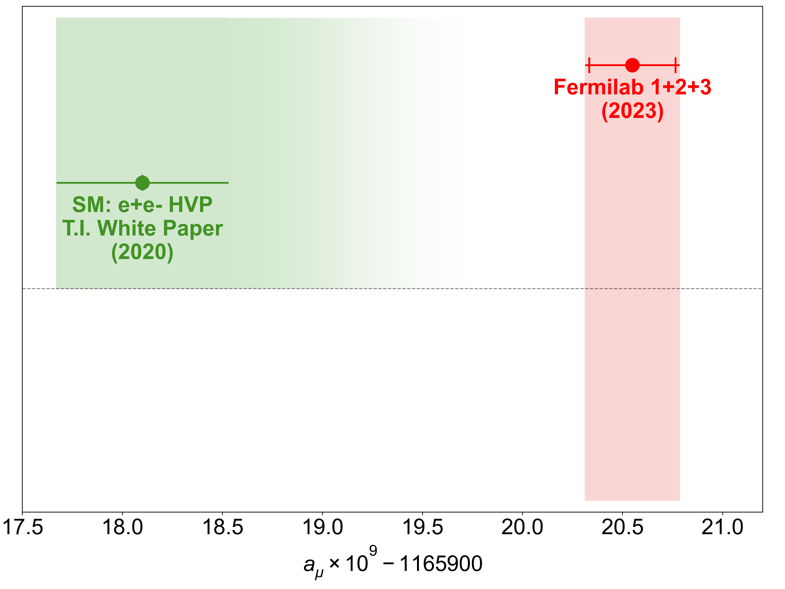 Fermilab 1+2+3
(2023)
SM: e+e- HVP
T.I. White Paper
(2020)
17.5 18.0 18.5 19.0 19.5 20.0 20.5 21.0
aμ × 10⁹ − 1165900